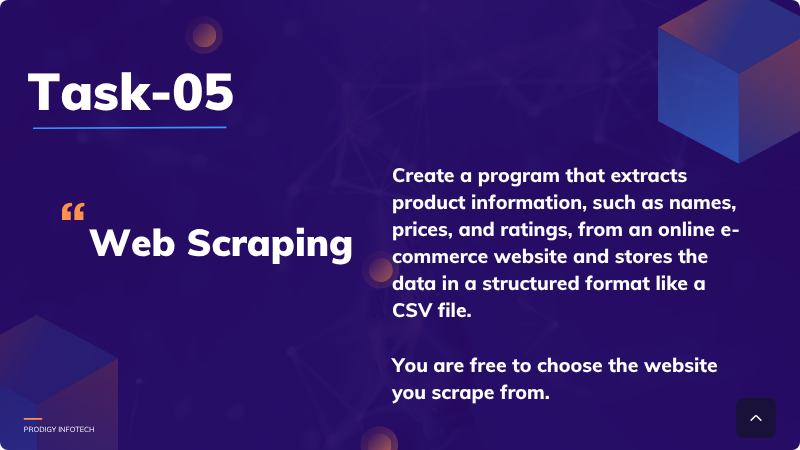 Task-05
“
Web Scraping
Create a program that extracts
product information, such as names,
prices, and ratings, from an online e-
commerce website and stores the
data in a structured format like a
CSV file.
You are free to choose the website
you scrape from.
PRODIGY INFOTECH